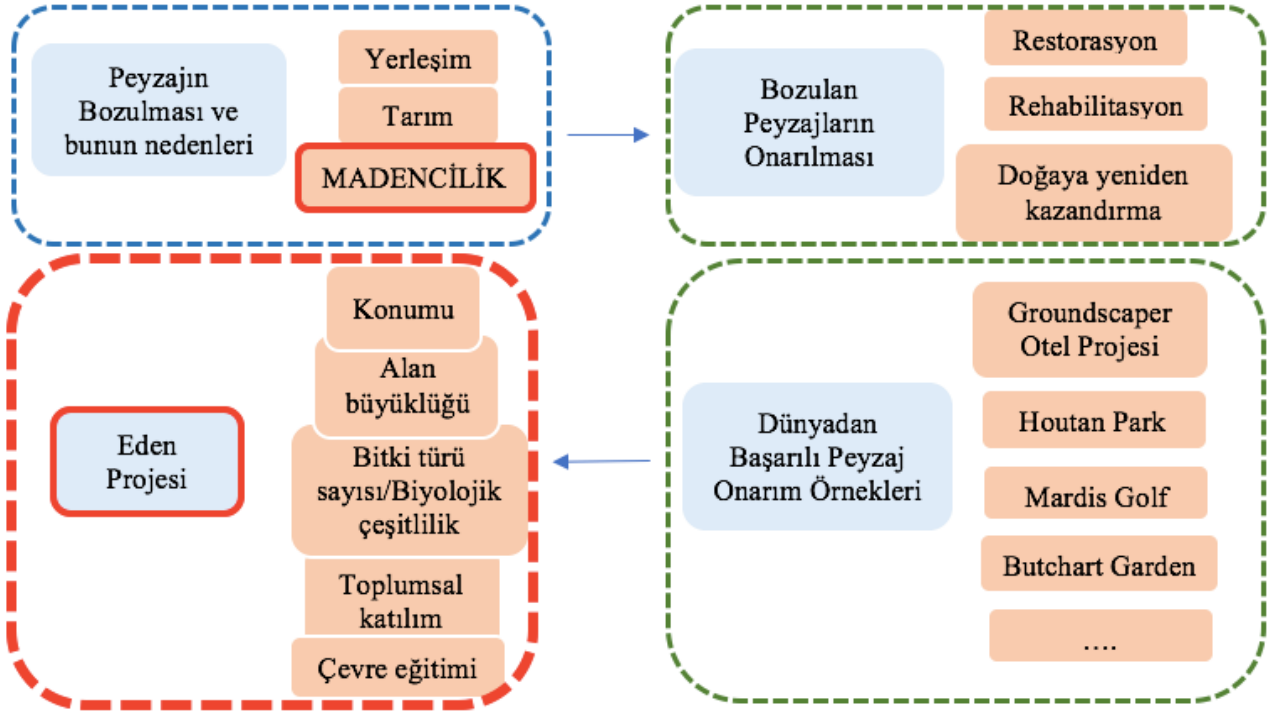 Peyzajın
Bozulması ve
bunun nedenleri
Yerleşim
Tarım
MADENCİLİK
Bozulan
Peyzajların
Onarılması
Restorasyon
Rehabilitasyon
Doğaya yeniden
kazandırma
Eden
Projesi
Konumu
Alan
büyüklüğü
Bitki türü
sayısı/Biyolojik
çeşitlilik
Toplumsal
katılım
Çevre eğitimi
Dünyadan
Başarılı Peyzaj
Onarım Örnekleri
Groundscaper
Otel Projesi
Houtan Park
Mardis Golf
Butchart Garden
....